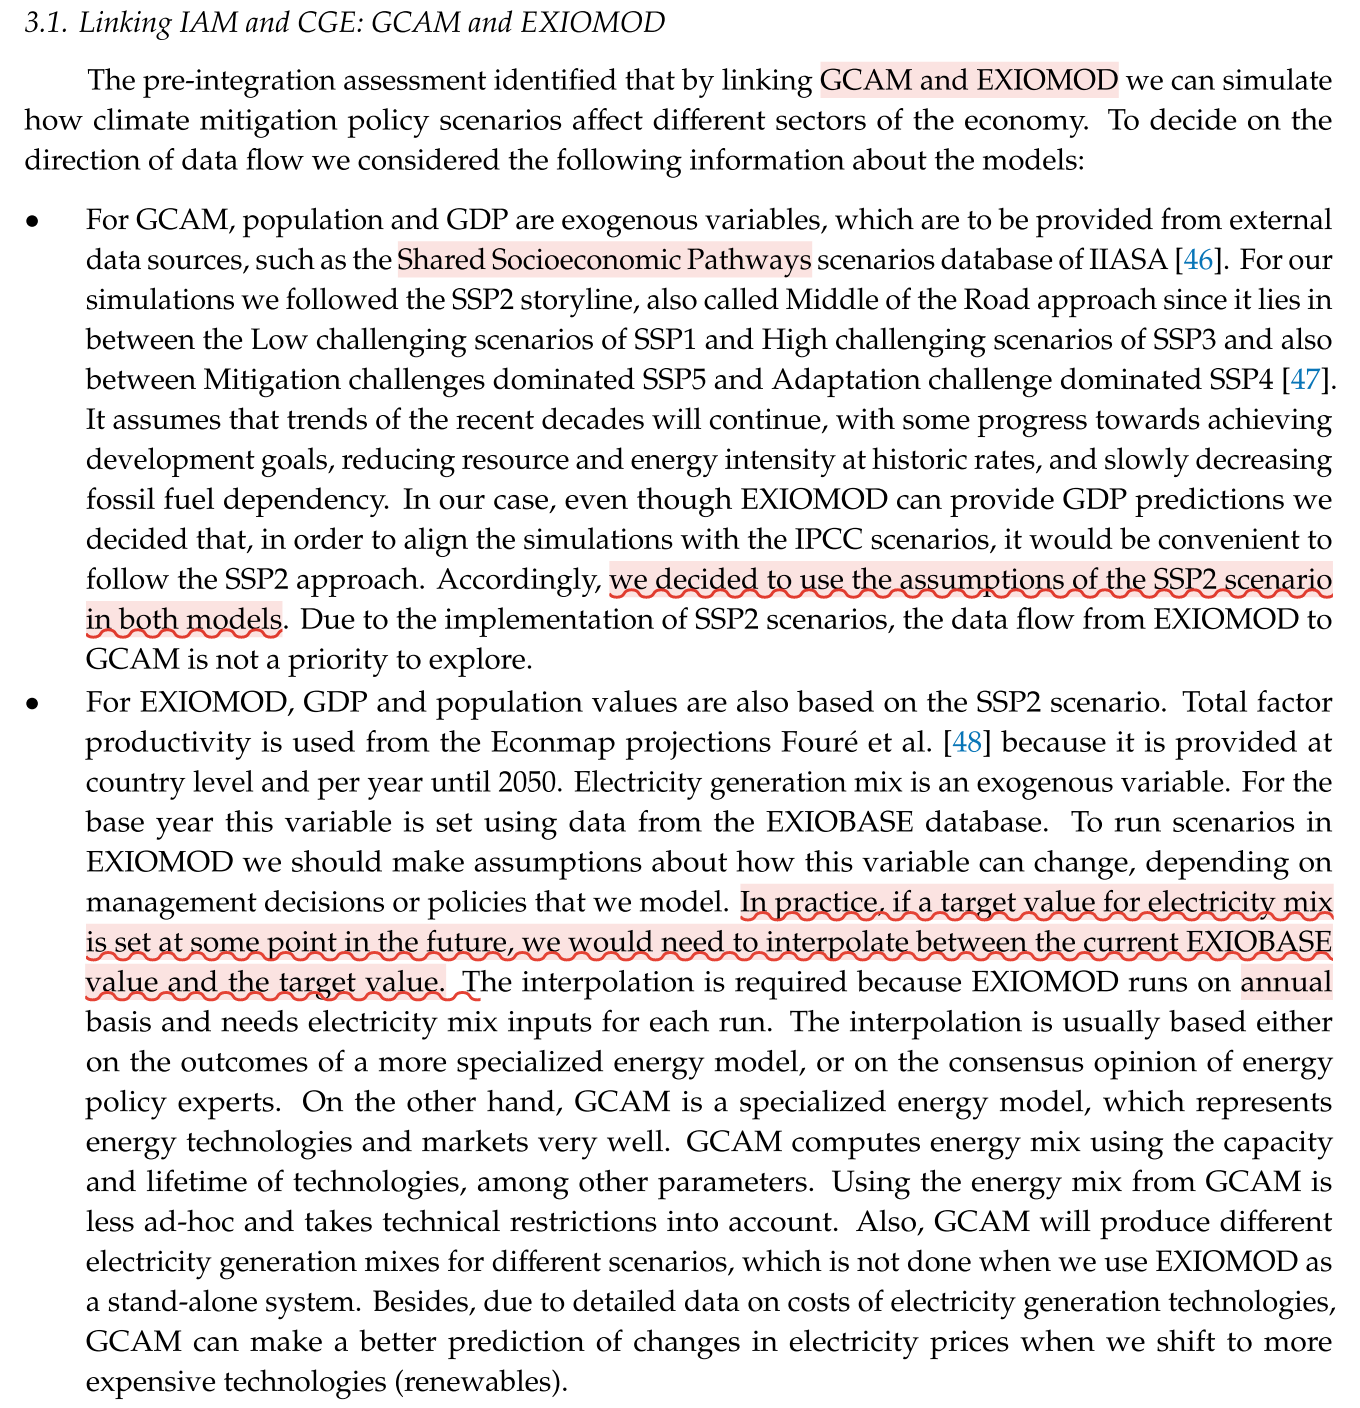 3.1. Linking IAM and CGE: GCAM and EXIOMOD
The pre-integration assessment identified that by linking GCAM and EXIOMOD we can simulate
how climate mitigation policy scenarios affect different sectors of the economy. To decide on the
direction of data flow we considered the following information about the models:
• For GCAM, population and GDP are exogenous variables, which are to be provided from external
data sources, such as the Shared Socioeconomic Pathways scenarios database of IIASA [46]. For our
simulations we followed the SSP2 storyline, also called Middle of the Road approach since it lies in
between the Low challenging scenarios of SSP1 and High challenging scenarios of SSP3 and also
between Mitigation challenges dominated SSP5 and Adaptation challenge dominated SSP4 [47].
It assumes that trends of the recent decades will continue, with some progress towards achieving
development goals, reducing resource and energy intensity at historic rates, and slowly decreasing
fossil fuel dependency. In our case, even though EXIOMOD can provide GDP predictions we
decided that, in order to align the simulations with the IPCC scenarios, it would be convenient to
follow the SSP2 approach. Accordingly, we decided to use the assumptions of the SSP2 scenario
in both models. Due to the implementation of SSP2 scenarios, the data flow from EXIOMOD to
GCAM is not a priority to explore.
• For EXIOMOD, GDP and population values are also based on the SSP2 scenario. Total factor
productivity is used from the Econmap projections Fouré et al. [48] because it is provided at
country level and per year until 2050. Electricity generation mix is an exogenous variable. For the
base year this variable is set using data from the EXIOBASE database. To run scenarios in
EXIOMOD we should make assumptions about how this variable can change, depending on
management decisions or policies that we model. In practice, if a target value for electricity mix
is set at some point in the future, we would need to interpolate between the current EXIOBASE
value and the target value. The interpolation is required because EXIOMOD runs on annual
basis and needs electricity mix inputs for each run. The interpolation is usually based either
on the outcomes of a more specialized energy model, or on the consensus opinion of energy
policy experts. On the other hand, GCAM is a specialized energy model, which represents
energy technologies and markets very well. GCAM computes energy mix using the capacity
and lifetime of technologies, among other parameters. Using the energy mix from GCAM is
less ad-hoc and takes technical restrictions into account. Also, GCAM will produce different
electricity generation mixes for different scenarios, which is not done when we use EXIOMOD as
a stand-alone system. Besides, due to detailed data on costs of electricity generation technologies,
GCAM can make a better prediction of changes in electricity prices when we shift to more
expensive technologies (renewables).